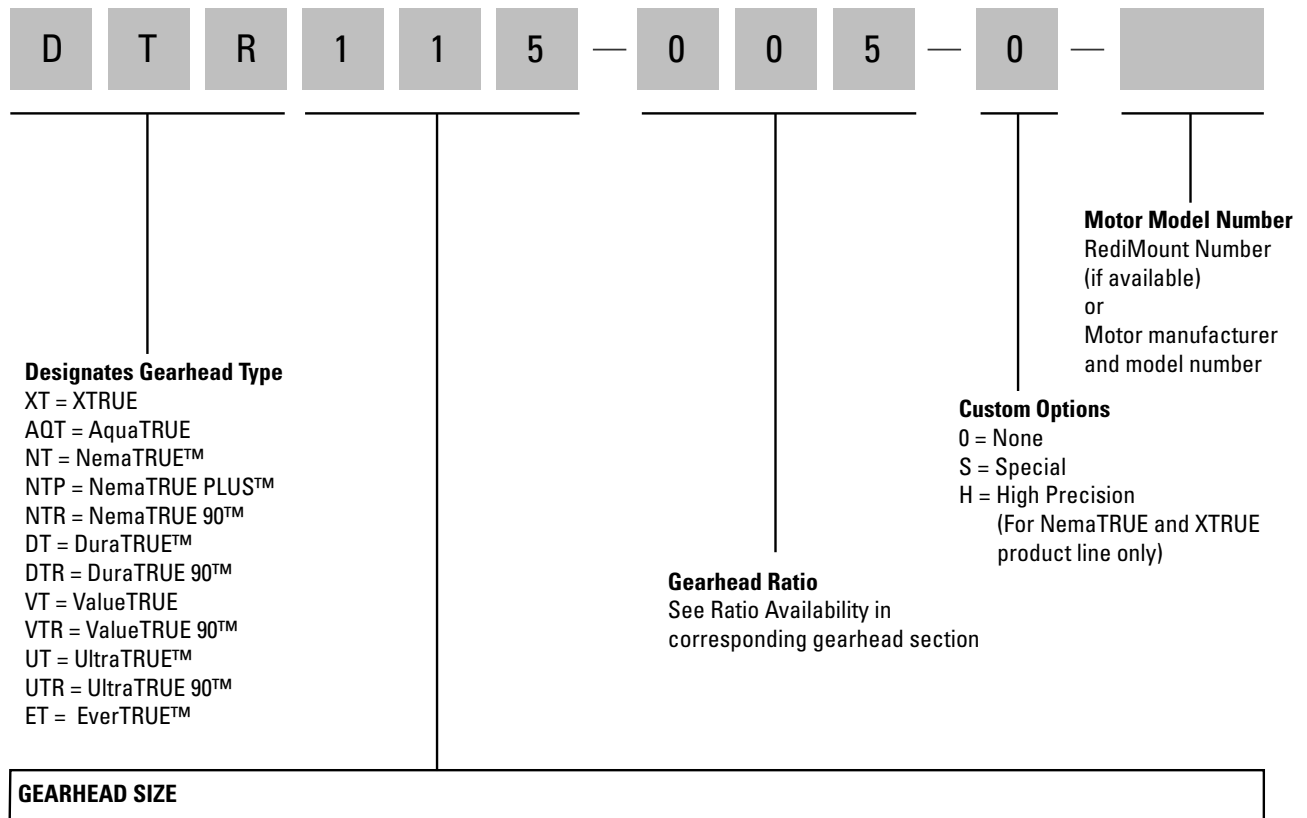 D T R 1 1 5 — 0 0 5 — 0 —
Motor Model Number
RediMount Number
(if available)
or
Motor manufacturer
and model number
Designates Gearhead Type
XT = XTRUE
AQT = AquaTRUE
NT = NemaTRUE™
NTP = NemaTRUE PLUS™
NTR = NemaTRUE 90™
DT = DuraTRUE™
DTR = DuraTRUE 90™
VT = ValueTRUE
VTR = ValueTRUE 90™
UT = UltraTRUE™
UTR = UltraTRUE 90™
ET = EverTRUE™
Custom Options
0 = None
S = Special
H = High Precision
(For NemaTRUE and XTRUE
product line only)
Gearhead Ratio
See Ratio Availability in
corresponding gearhead section
GEARHEAD SIZE